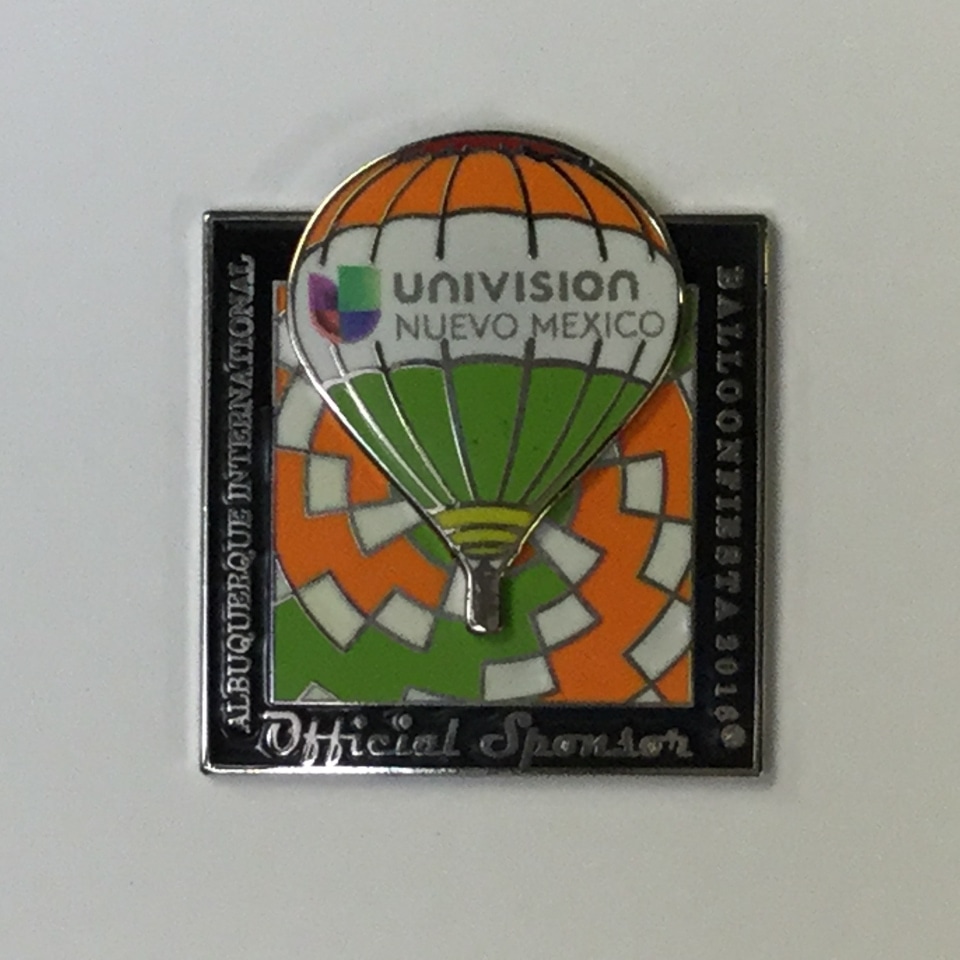 UNIVISION
NUEVO MEXICO
ALBUQUERQUE INTERNATIONAL
BALLOON FIESTA 2016®
Official Sponsor